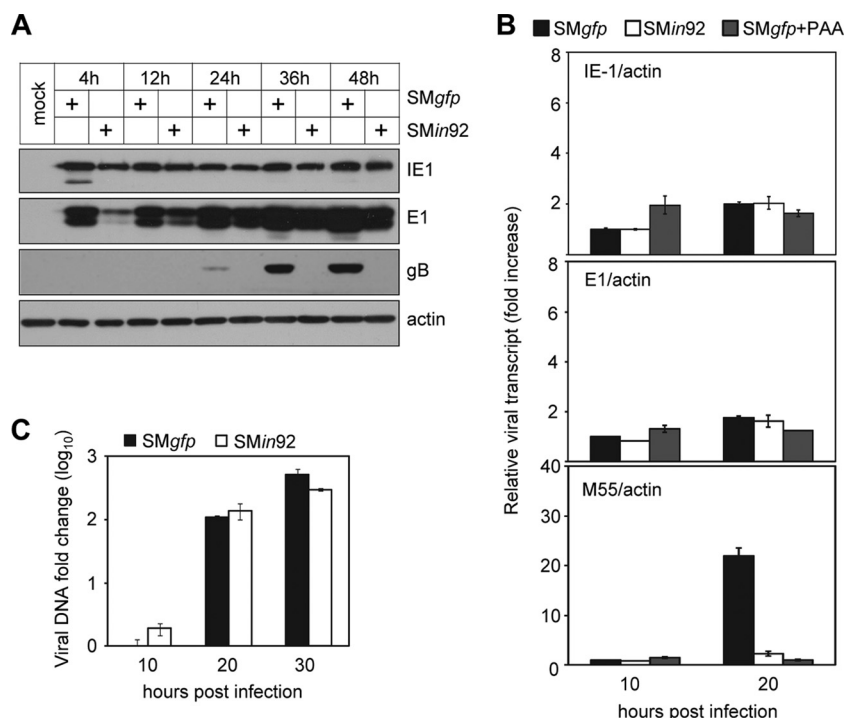 A
mock
4h 12h 24h 36h 48h
+ + + + + SMgfp
+ + + + + SMin92
IE1
E1
gB
actin
B
SMgfp SMin92 SMgfp+PAA
Relative viral transcript (fold increase)
IE-1/actin
8
6
4
2
E1/actin
8
6
4
2
M55/actin
40
30
20
10
0
10 20
hours post infection
C
SMgfp SMin92
Viral DNA fold change (log10)
3
2
1
0
10 20 30
hours post infection